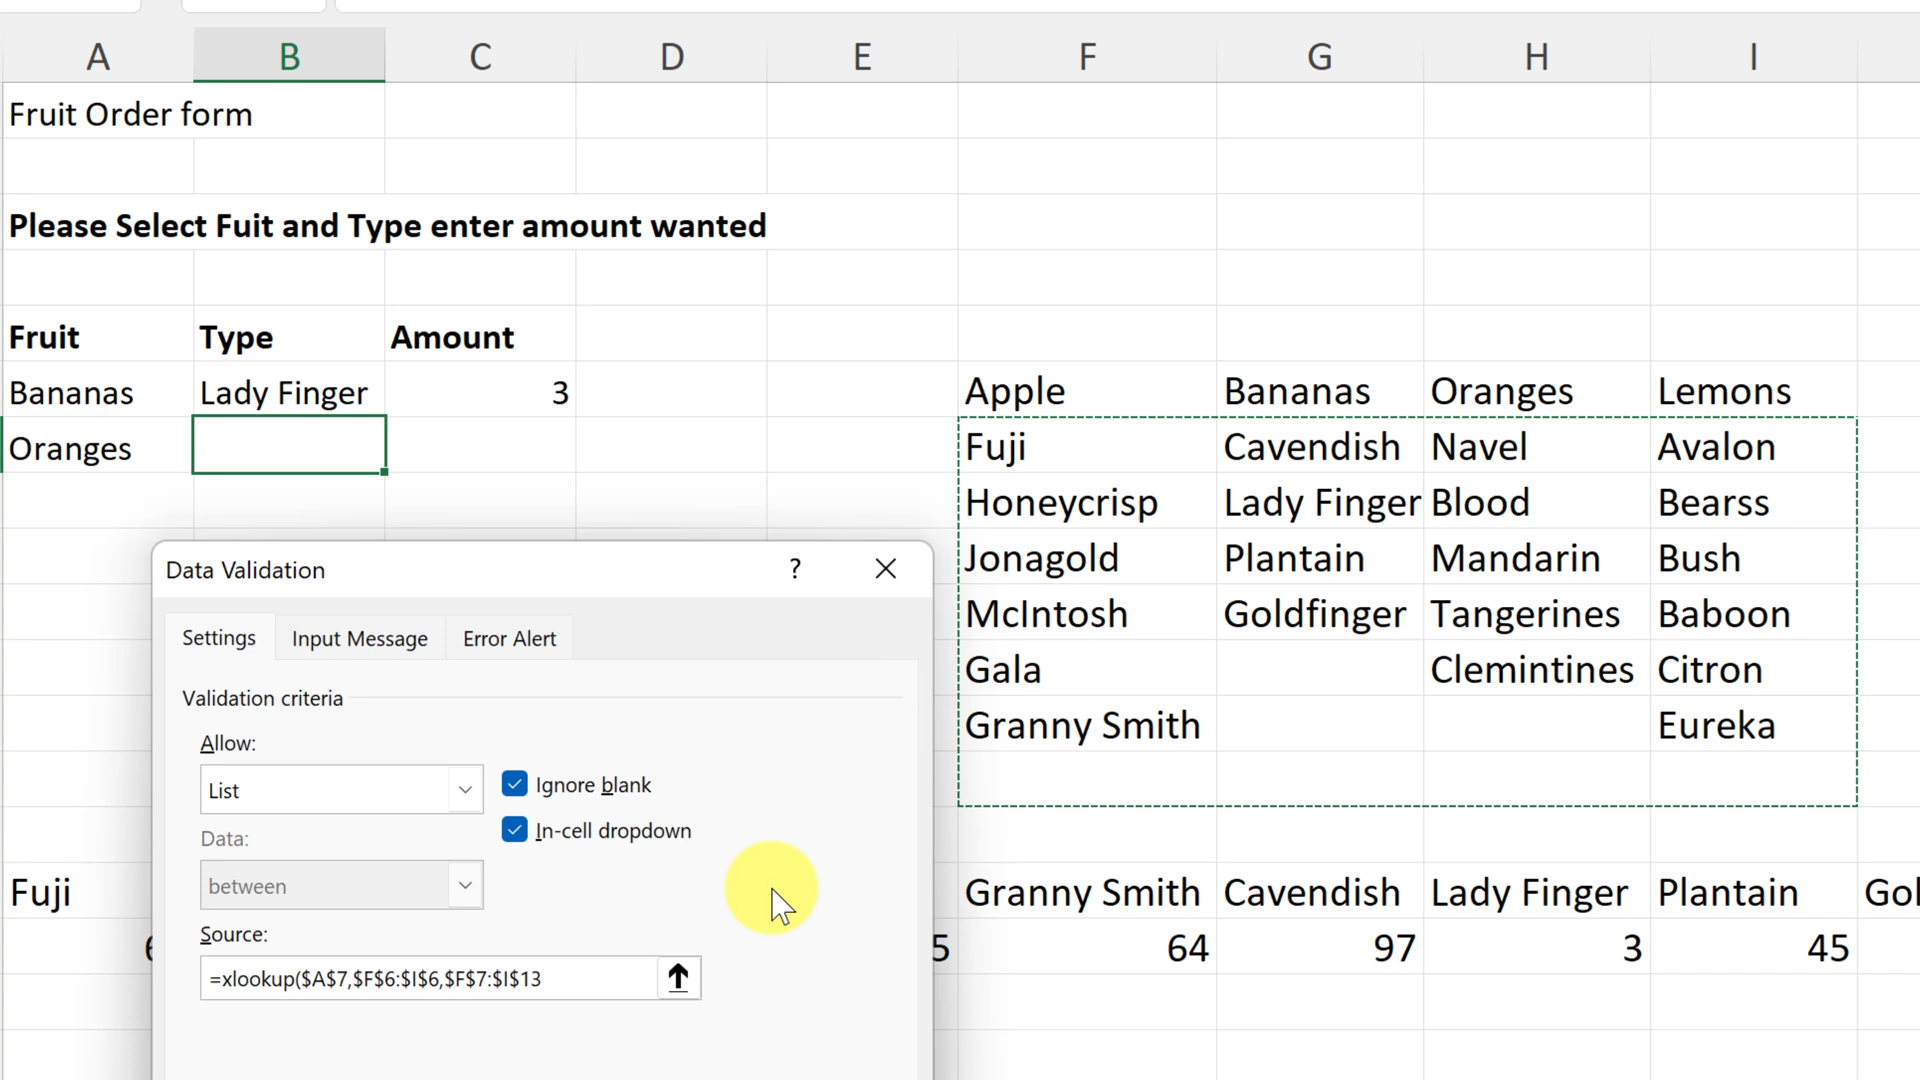 A B C D E F G H I
Fruit Order form
Please Select Fuit and Type enter amount wanted
Fruit Type Amount
Bananas Lady Finger 3 Apple Bananas Oranges Lemons
Oranges Fuji Cavendish Navel Avalon
Honeycrisp Lady Finger Blood Bearss
Jonagold Plantain Mandarin Bush
McIntosh Goldfinger Tangerines Baboon
Gala Clemintines Citron
Granny Smith Eureka
Data Validation ?
Settings Input Message Error Alert
Validation criteria
Allow:
List
Ignore blank
In-cell dropdown
Data:
between
Source:
=xlookup($A$7,$F$6:$I$6,$F$7:$I$13
Fuji Granny Smith Cavendish Lady Finger Plantain
5 64 97 3 45